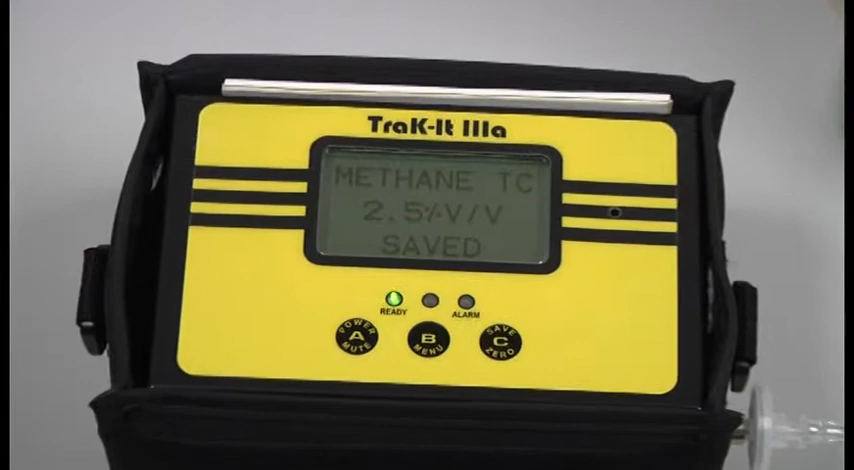 TraK-It IIIa
METHANE TC
2.5%V/V
SAVED
READY
ALARM
POWER
A
MUTE
B
MENU
SAVE
C
ZERO